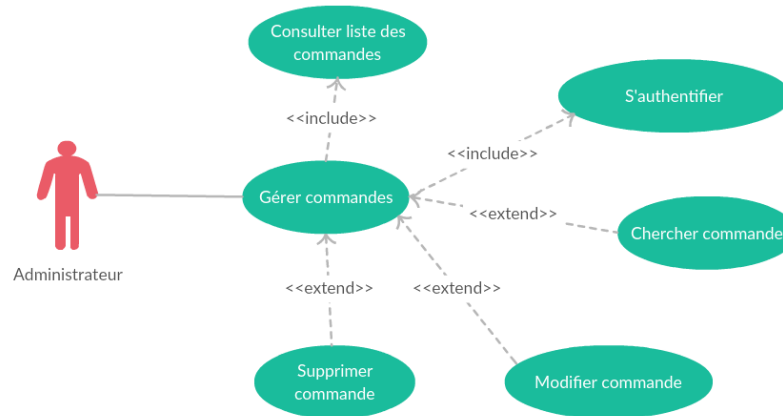 Consulter liste des
commandes
S'authentifier
<<include>>
<<include>>
Gérer commandes
<<extend>>
Chercher commande
Administrateur
<<extend>>
<<extend>>
Supprimer
commande
Modifier commande